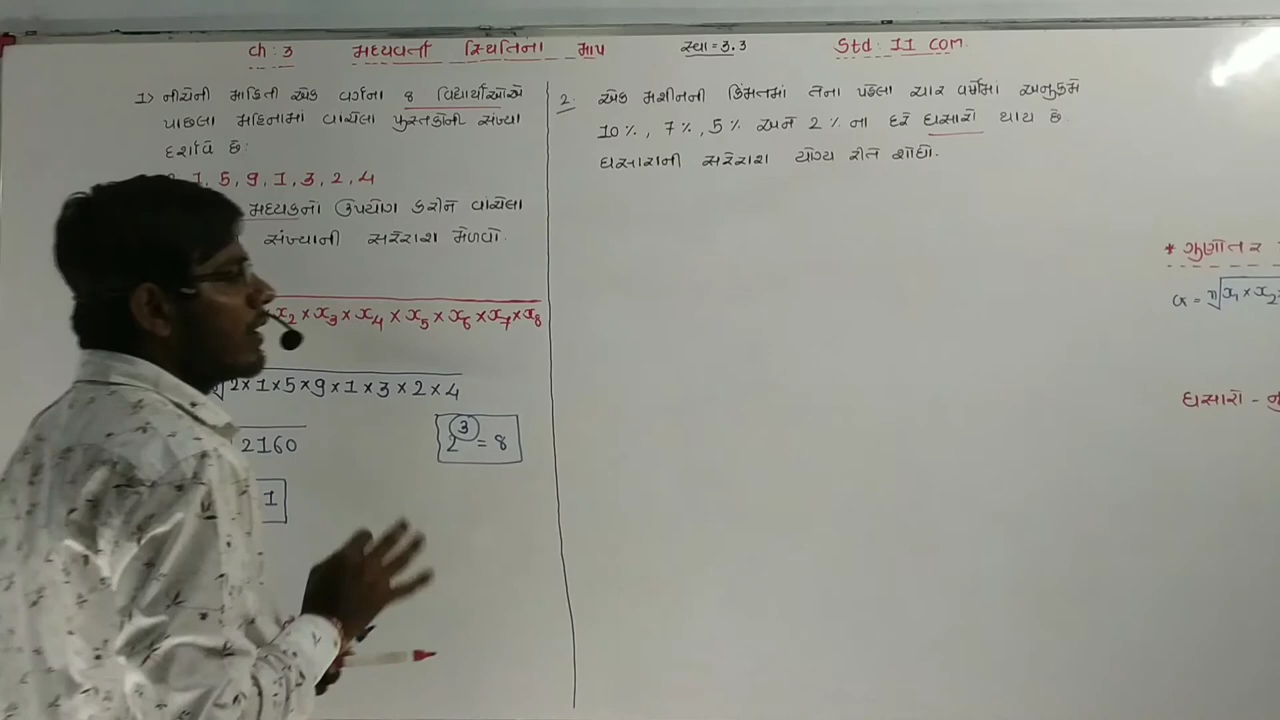 ch: 3 મધ્યવર્તી સ્થિતિના માપ સ્વા = 3.3 Std: 11 com.
1) નીચેની માહિતી એક વર્ગના 8 વિદ્યાર્થીઓએ
પાછલા મહિનામાં વાંચેલા પુસ્તકોની સંખ્યા
દર્શાવે છે:
1, 5, 9, 1, 3, 2, 4
મધ્યકનો ઉપયોગ કરીને વાંચેલા
સંખ્યાની સરેરાશ મેળવો.
x2 × x3 × x4 × x5 × x6 × x7 × x8
√2×1×5×9×1×3×2×4
2160
2^3 = 8
1
2. એક મશીનની કિંમતમાં તેના પહેલા ચાર વર્ષોમાં અનુક્રમે
10%, 7%, 5% અને 2% ના દરે ઘસારો થાય છે.
ઘસારાની સરેરાશ યોગ્ય રીતે શોધો.
* ગુણોત્તર
G = n√x1 × x2
ઘસારો -